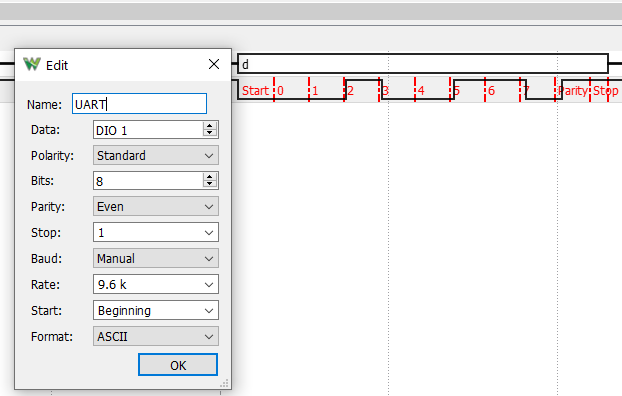 Edit
d
Start 0 1 2 3 4 5 6 7 Parity Stop
Name: UART
Data: DIO 1
Polarity: Standard
Bits: 8
Parity: Even
Stop: 1
Baud: Manual
Rate: 9.6 k
Start: Beginning
Format: ASCII
OK